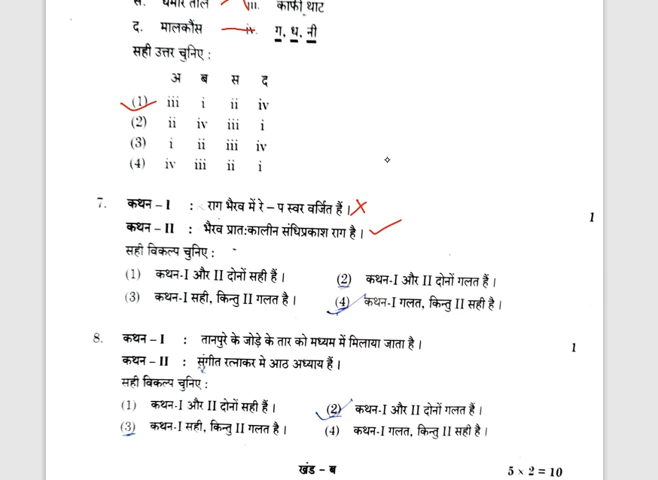 स. धमार ताल iii. काफी थाट
द. मालकौंस iv. ग॒, ध॒, नी॒
सही उत्तर चुनिए :
अ ब स द
(1) iii i ii iv
(2) ii iv iii i
(3) i ii iii iv
(4) iv iii ii i
7. कथन – I : राग भैरव में रे – प स्वर वर्जित हैं।
1
कथन – II : भैरव प्रात:कालीन संधिप्रकाश राग है।
सही विकल्प चुनिए :
(1) कथन-I और II दोनों सही हैं। (2) कथन-I और II दोनों गलत हैं।
(3) कथन-I सही, किन्तु II गलत है। (4) कथन-I गलत, किन्तु II सही है।
8. कथन – I : तानपुरे के जोड़े के तार को मध्यम में मिलाया जाता है।
1
कथन – II : संगीत रत्नाकर मे आठ अध्याय हैं।
सही विकल्प चुनिए :
(1) कथन-I और II दोनों सही हैं। (2) कथन-I और II दोनों गलत हैं।
(3) कथन-I सही, किन्तु II गलत है। (4) कथन-I गलत, किन्तु II सही है।
खंड – ब 5 × 2 = 10